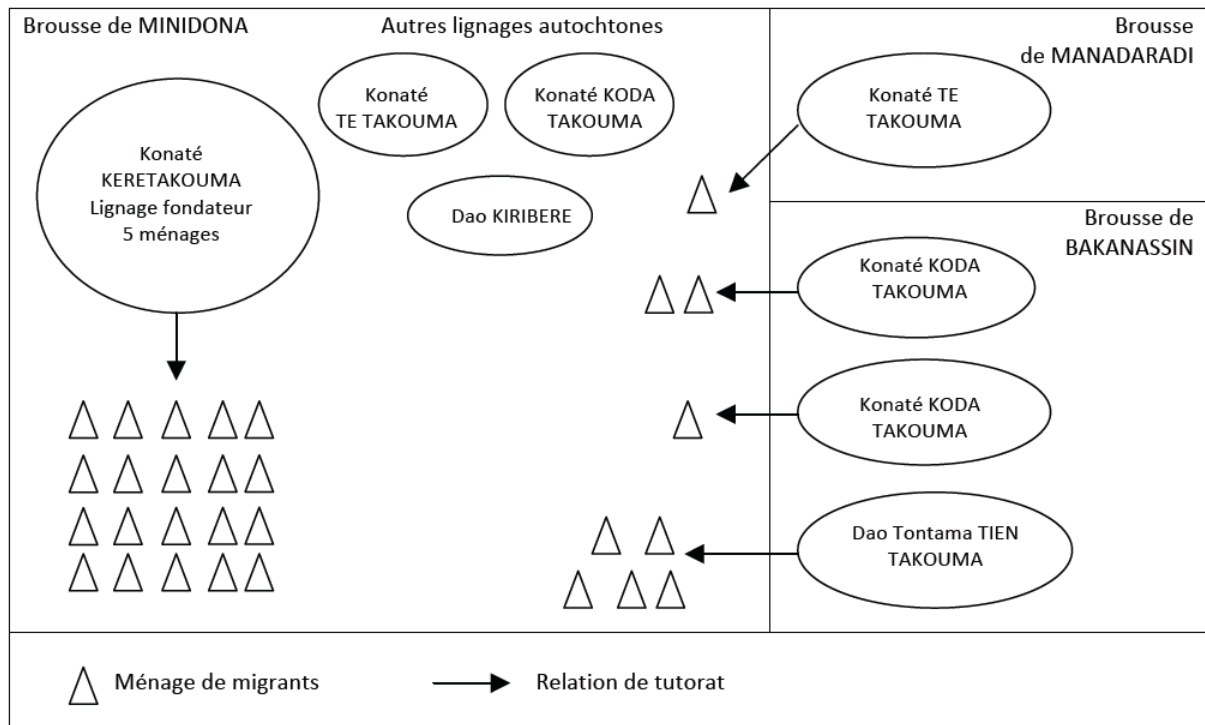 Brousse de MINIDONA
Autres lignages autochtones
Brousse
de MANADARADI
Konaté
KERETAKOUMA
Lignage fondateur
5 ménages
Konaté
TE TAKOUMA
Konaté KODA
TAKOUMA
Dao KIRIBERE
Konaté TE
TAKOUMA
Brousse de
BAKANASSIN
Konaté KODA
TAKOUMA
Konaté KODA
TAKOUMA
Dao Tontama TIEN
TAKOUMA
Ménage de migrants
Relation de tutorat